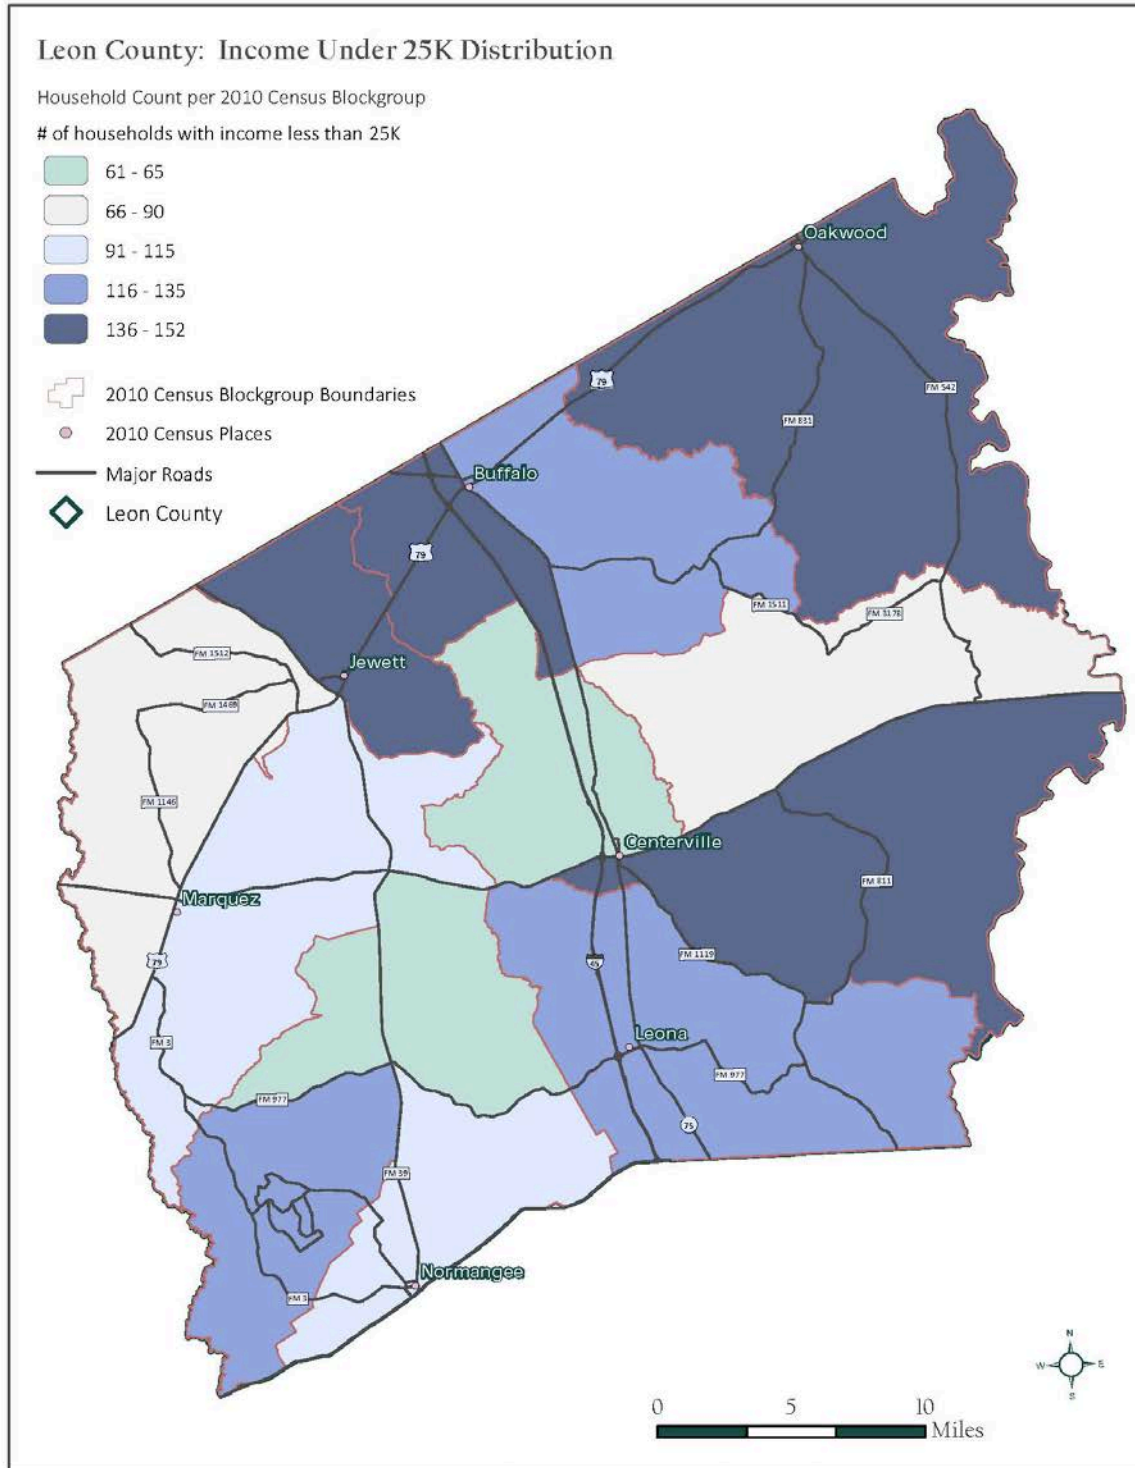 Leon County: Income Under 25K Distribution
Household Count per 2010 Census Blockgroup
# of households with income less than 25K
61 - 65
66 - 90
91 - 115
116 - 135
136 - 152
2010 Census Blockgroup Boundaries
2010 Census Places
Major Roads
Leon County
Oakwood
79
FM 542
FM 831
Buffalo
79
FM 1511
FM 3178
FM 1512
Jewett
FM 1469
FM 1146
Centerville
FM 811
Marquez
79
FM 1119
45
Leona
FM 3
FM 977
FM 977
75
FM 39
Normangee
FM 3
N
W
E
S
0
5
10
Miles